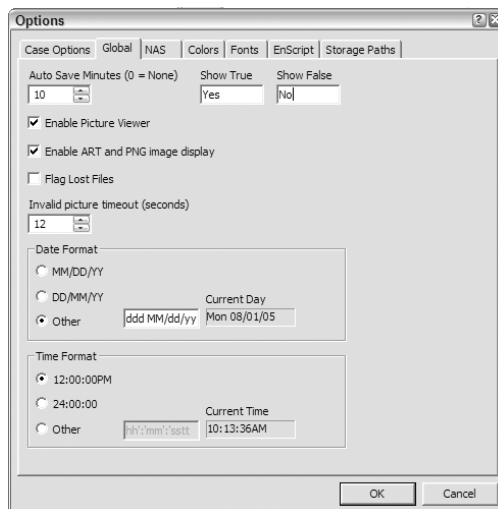 Options
Case Options Global NAS Colors Fonts EnScript Storage Paths
Auto Save Minutes (0 = None) Show True Show False
10 Yes No
Enable Picture Viewer
Enable ART and PNG image display
Flag Lost Files
Invalid picture timeout (seconds)
12
Date Format
MM/DD/YY
DD/MM/YY
Current Day
Other ddd MM/dd/yy Mon 08/01/05
Time Format
12:00:00PM
24:00:00
Current Time
Other hh':'mm':'sstt 10:13:36AM
OK Cancel